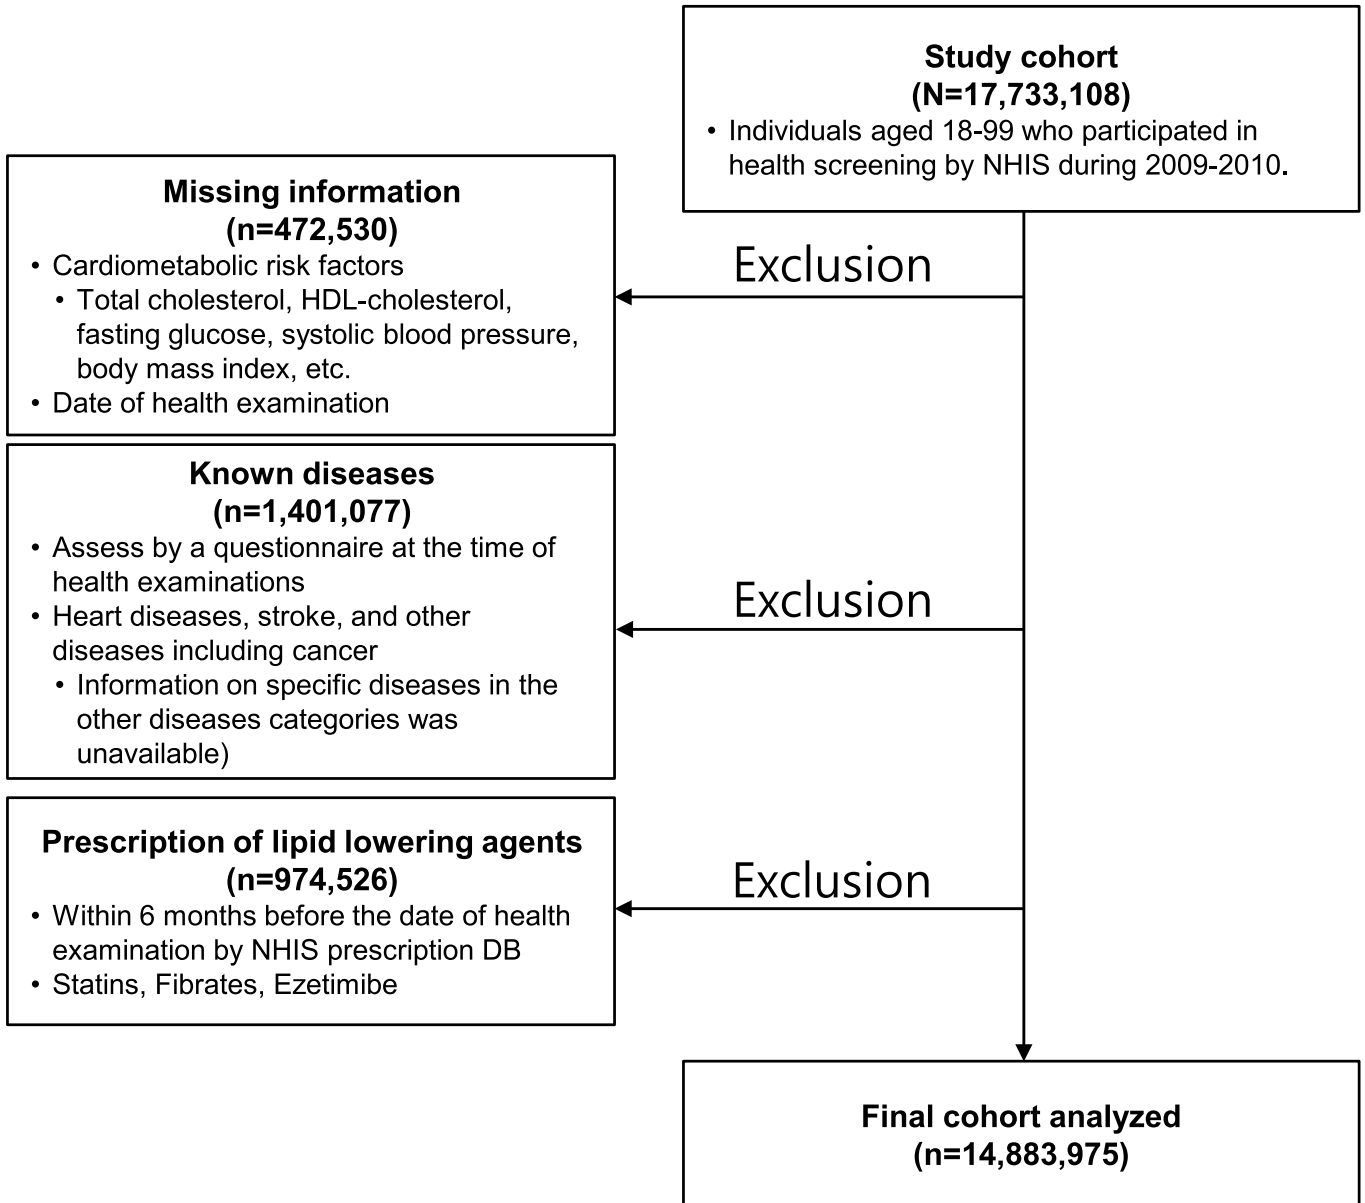 Study cohort
(N=17,733,108)
• Individuals aged 18-99 who participated in
health screening by NHIS during 2009-2010.
Missing information
(n=472,530)
• Cardiometabolic risk factors
• Total cholesterol, HDL-cholesterol,
fasting glucose, systolic blood pressure,
body mass index, etc.
• Date of health examination
Exclusion
Known diseases
(n=1,401,077)
• Assess by a questionnaire at the time of
health examinations
• Heart diseases, stroke, and other
diseases including cancer
• Information on specific diseases in the
other diseases categories was
unavailable)
Exclusion
Prescription of lipid lowering agents
(n=974,526)
• Within 6 months before the date of health
examination by NHIS prescription DB
• Statins, Fibrates, Ezetimibe
Exclusion
Final cohort analyzed
(n=14,883,975)